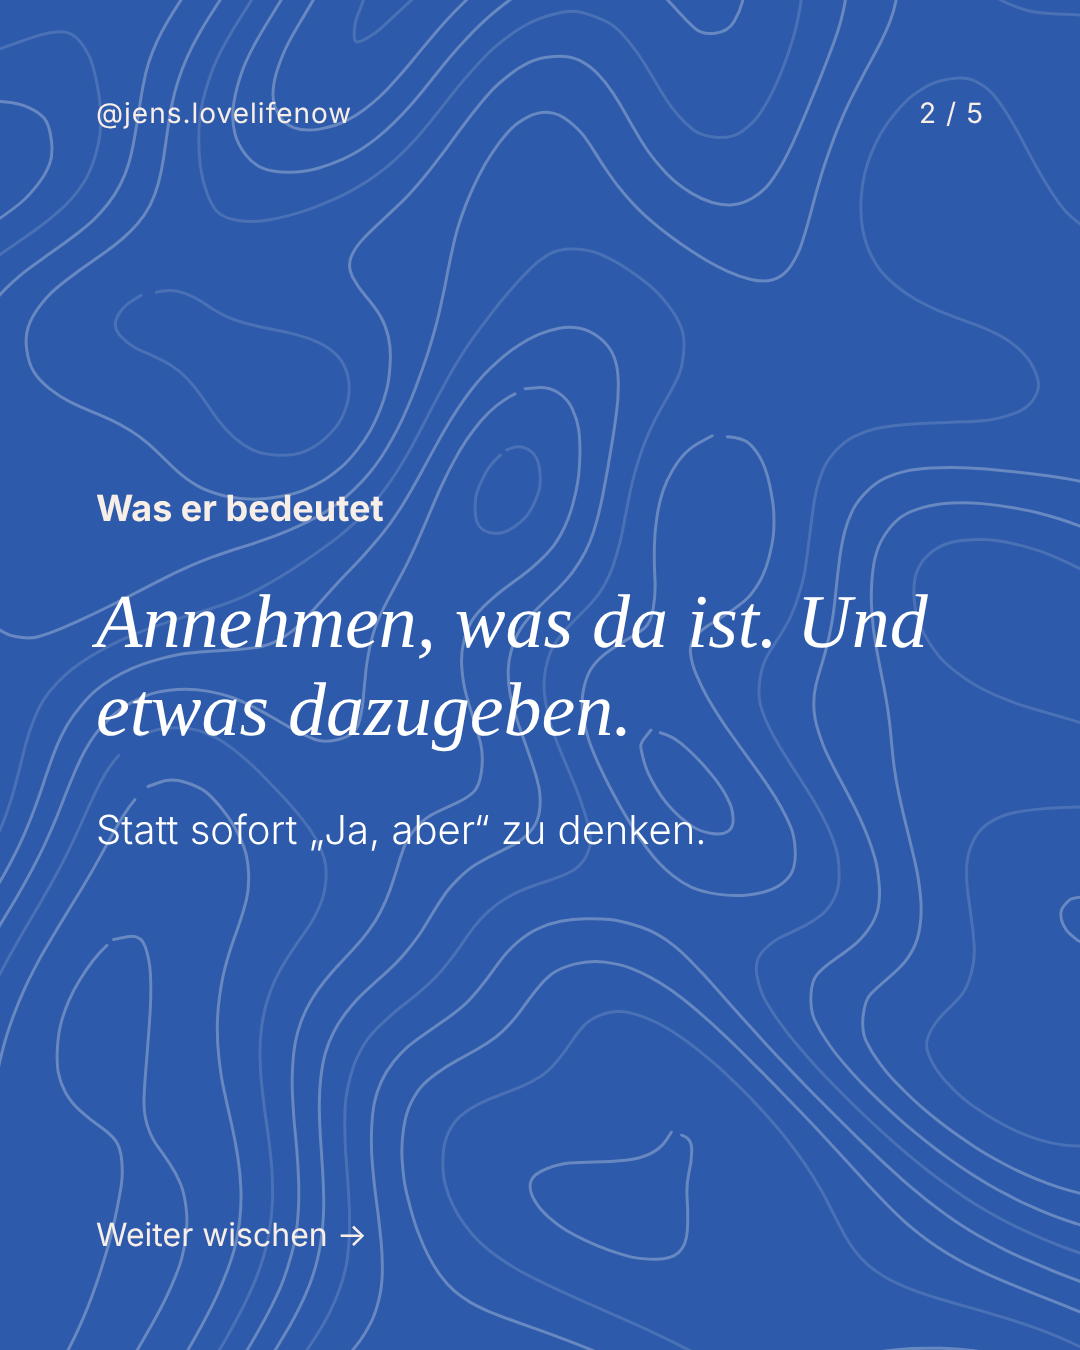 @jens.lovelifenow
2 / 5
Was er bedeutet
Annehmen, was da ist. Und
etwas dazugeben.
Statt sofort „Ja, aber“ zu denken.
Weiter wischen →